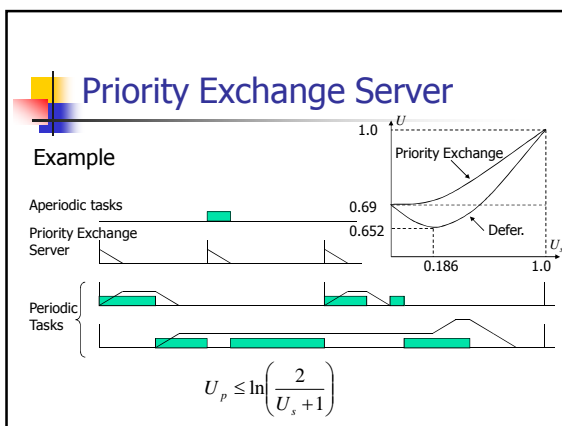 Priority Exchange Server
Example
U
1.0
Priority Exchange
0.69
0.652
Defer.
U_s
0.186
1.0
Aperiodic tasks
Priority Exchange
Server
Periodic
Tasks
U_p ≤ ln(2 / (U_s + 1))